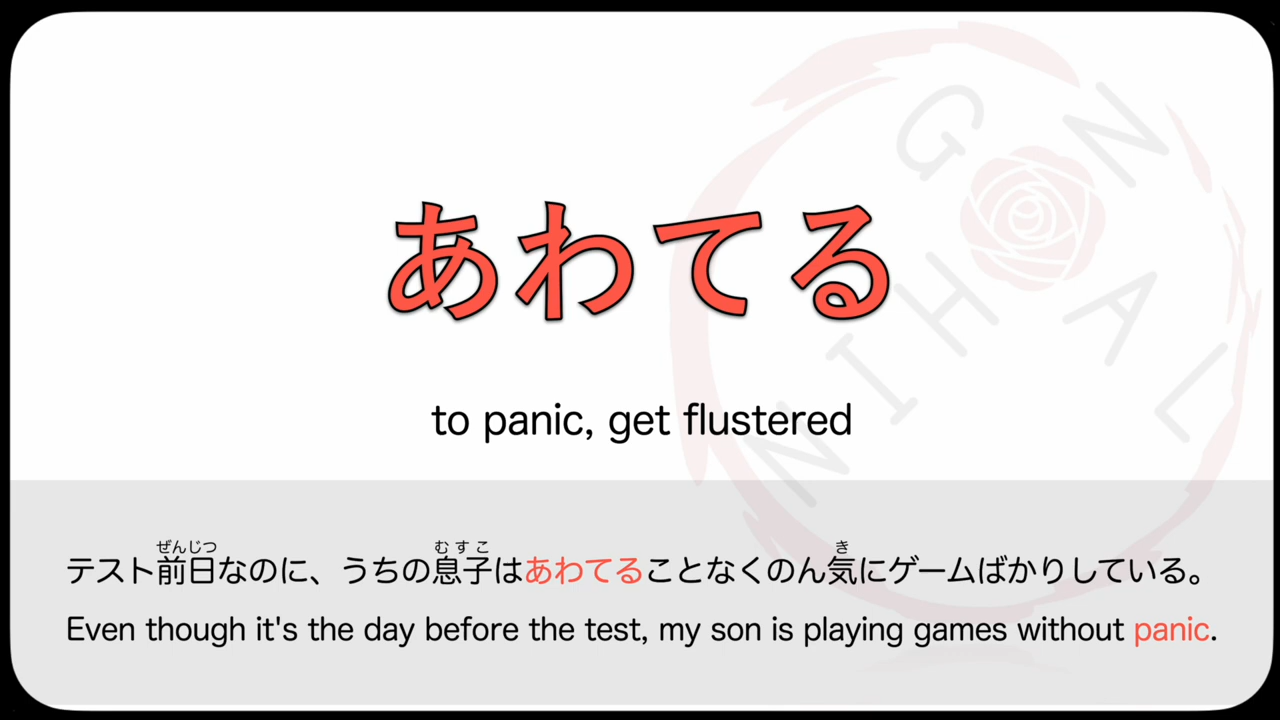 NIHONGO
NAL
あわてる
to panic, get flustered
ぜんじつ むすこ き
テスト前日なのに、うちの息子はあわてることなくのん気にゲームばかりしている。
Even though it's the day before the test, my son is playing games without panic.